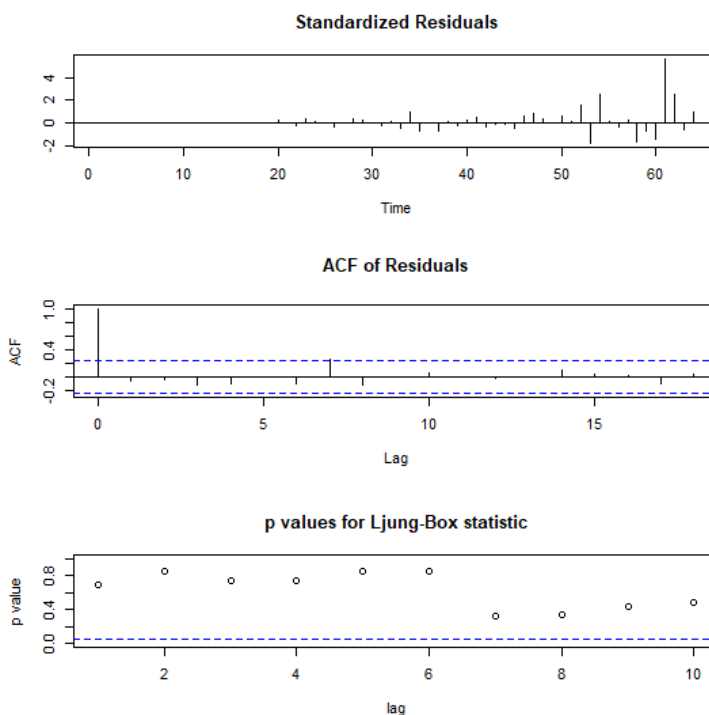 Standardized Residuals
4
2
0
-2
0 10 20 30 40 50 60
Time
ACF of Residuals
ACF
1.0
0.4
-0.2
0 5 10 15
Lag
p values for Ljung-Box statistic
p value
0.8
0.4
0.0
2 4 6 8 10
lag